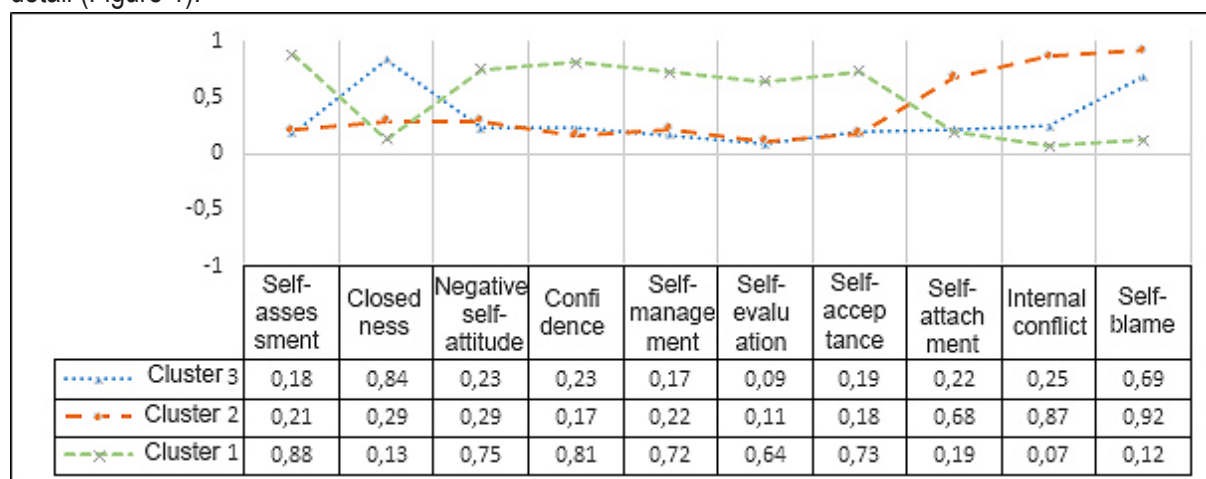 detail (Figure 1).
1
0,5
0
-0,5
-1
Self-
asses
sment
Closed
ness
Negative
self-
attitude
Confi
dence
Self-
manage
ment
Self-
evalu
ation
Self-
accep
tance
Self-
attach
ment
Internal
conflict
Self-
blame
Cluster 3 0,18 0,84 0,23 0,23 0,17 0,09 0,19 0,22 0,25 0,69
Cluster 2 0,21 0,29 0,29 0,17 0,22 0,11 0,18 0,68 0,87 0,92
Cluster 1 0,88 0,13 0,75 0,81 0,72 0,64 0,73 0,19 0,07 0,12